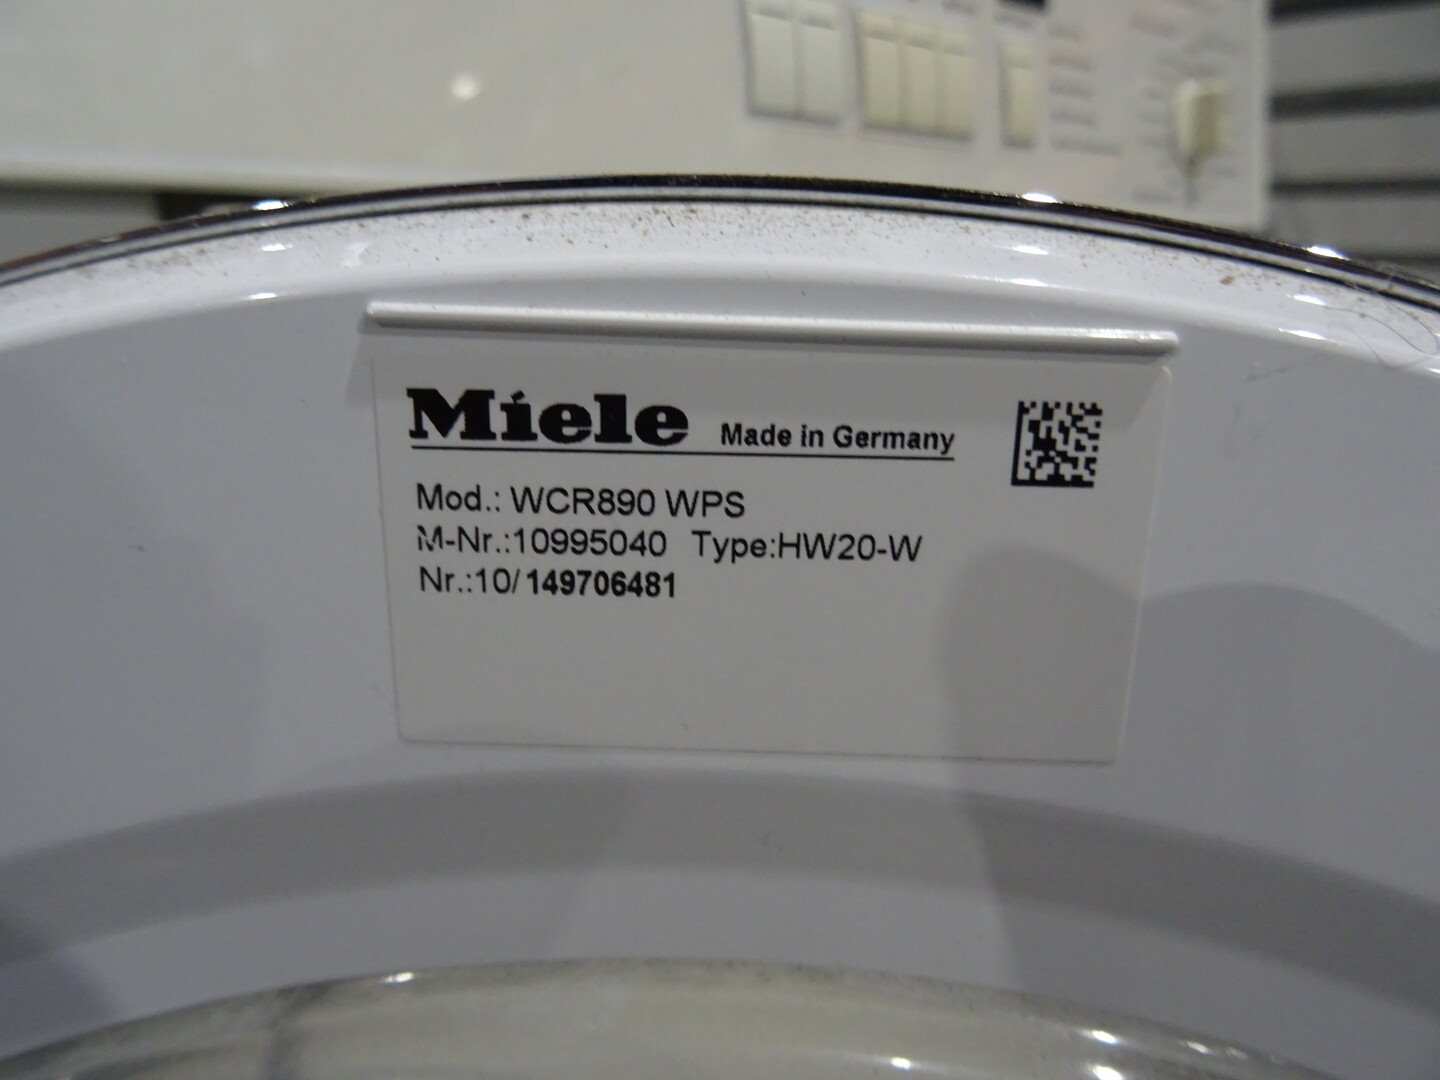 Miele Made in Germany
Mod.: WCR890 WPS
M-Nr.:10995040 Type:HW20-W
Nr.:10/149706481